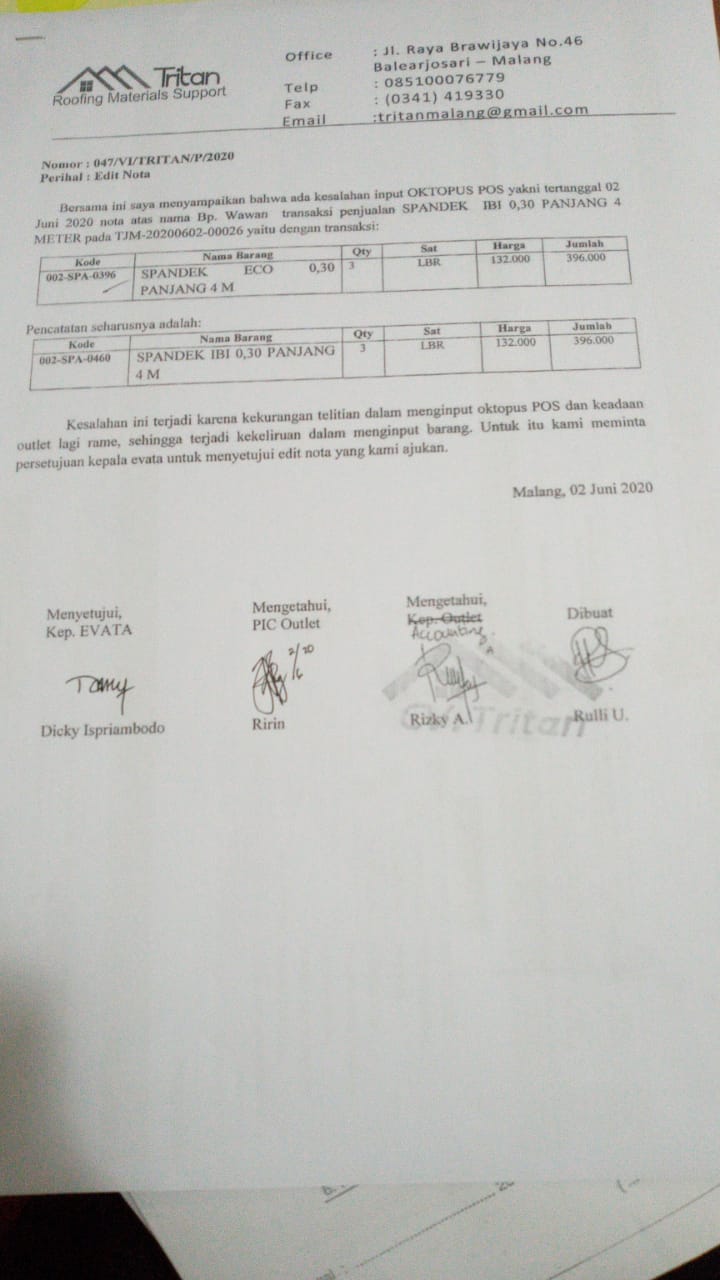 Tritan
Roofing Materials Support
Office : Jl. Raya Brawijaya No.46
Balearjosari – Malang
Telp : 085100076779
Fax : (0341) 419330
Email :tritanmalang@gmail.com
Nomor : 047/VI/TRITAN/P/2020
Perihal : Edit Nota
Bersama ini saya menyampaikan bahwa ada kesalahan input OKTOPUS POS yakni tertanggal 02
Juni 2020 nota atas nama Bp. Wawan transaksi penjualan SPANDEK IBI 0,30 PANJANG 4
METER pada TJM-20200602-00026 yaitu dengan transaksi:
Kode Nama Barang Qty Sat Harga Jumlah
002-SPA-0396 SPANDEK ECO 0,30 3 LBR 132.000 396.000
PANJANG 4 M
Pencatatan seharusnya adalah:
Kode Nama Barang Qty Sat Harga Jumlah
002-SPA-0460 SPANDEK IBI 0,30 PANJANG 3 LBR 132.000 396.000
4 M
Kesalahan ini terjadi karena kekurangan telitian dalam menginput oktopus POS dan keadaan
outlet lagi rame, sehingga terjadi kekeliruan dalam menginput barang. Untuk itu kami meminta
persetujuan kepala evata untuk menyetujui edit nota yang kami ajukan.
Malang, 02 Juni 2020
Menyetujui, Mengetahui, Mengetahui, Dibuat
Kep. EVATA PIC Outlet Kep. Outlet
Accounting
2/6 20
CV.Tritan
Dicky Ispriambodo Ririn Rizky A. Rulli U.